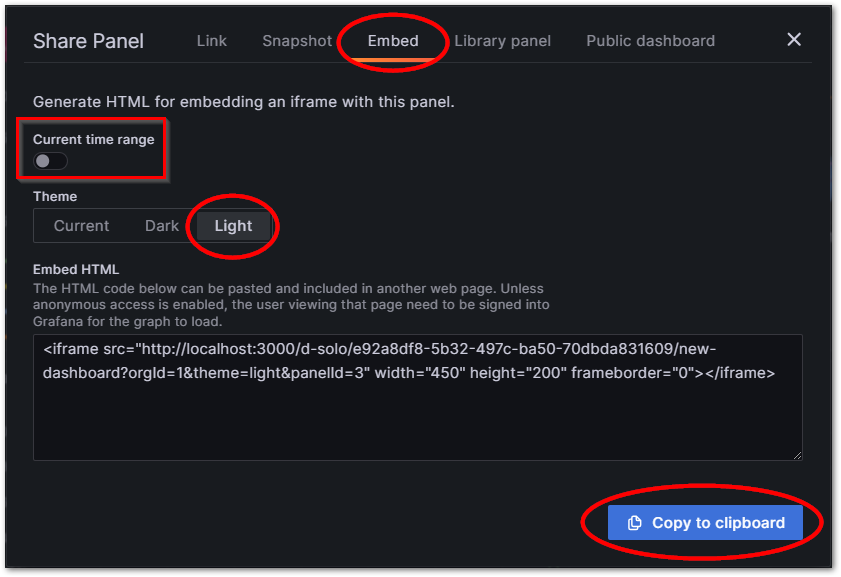 Share Panel Link Snapshot Embed Library panel Public dashboard
Generate HTML for embedding an iframe with this panel.
Current time range
Theme
Current Dark Light
Embed HTML
The HTML code below can be pasted and included in another web page. Unless
anonymous access is enabled, the user viewing that page need to be signed into
Grafana for the graph to load.
<iframe src="http://localhost:3000/d-solo/e92a8df8-5b32-497c-ba50-70dbda831609/new-
dashboard?orgId=1&theme=light&panelId=3" width="450" height="200" frameborder="0"></iframe>
Copy to clipboard